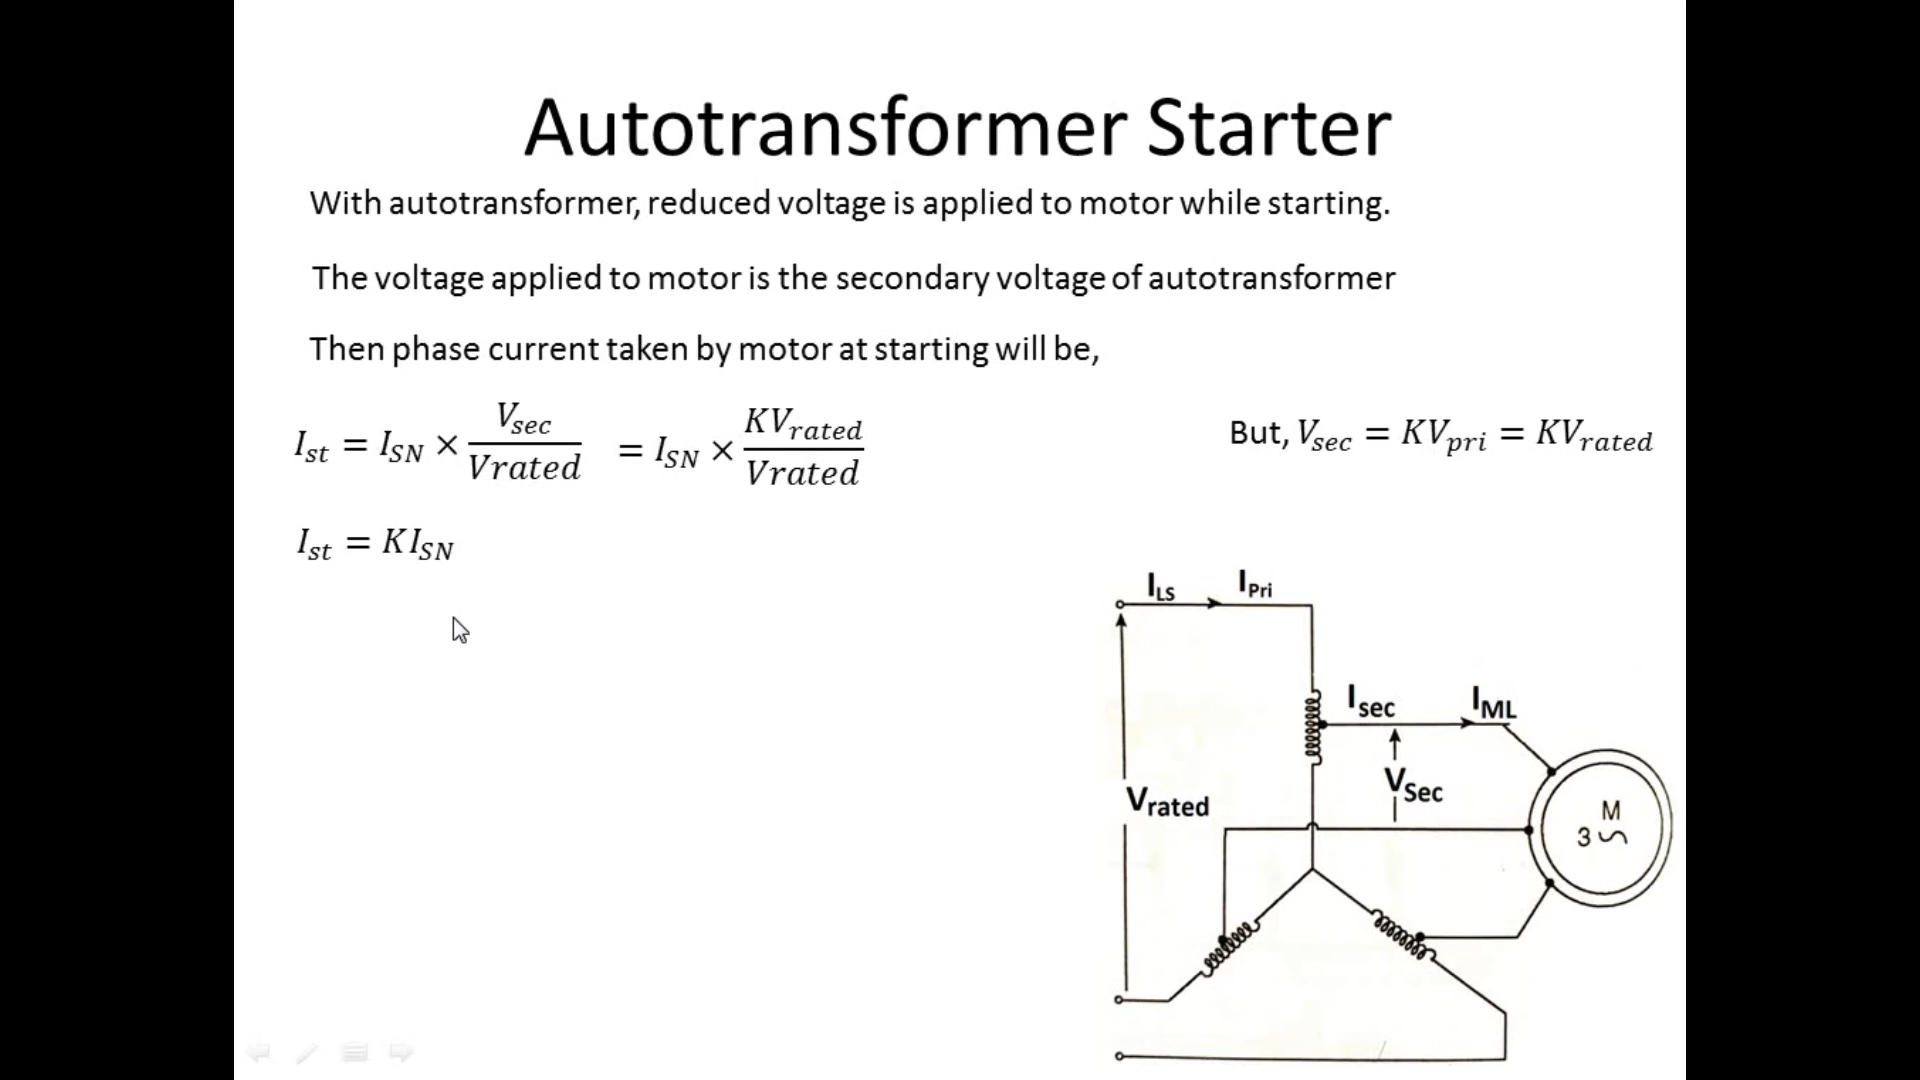 Autotransformer Starter
With autotransformer, reduced voltage is applied to motor while starting.
The voltage applied to motor is the secondary voltage of autotransformer
Then phase current taken by motor at starting will be,
I_st = I_SN × V_sec / Vrated = I_SN × KV_rated / Vrated
But, V_sec = KV_pri = KV_rated
I_st = KI_SN
I_LS I_Pri
I_sec I_ML
V_Sec
V_rated
M
3 ∿